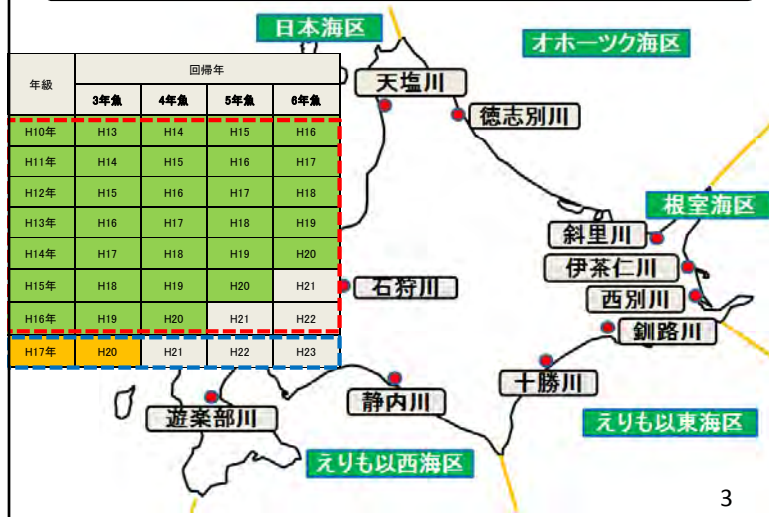 日本海区
オホーツク海区
年級 回帰年
3年魚 4年魚 5年魚 6年魚
H10年 H13 H14 H15 H16
H11年 H14 H15 H16 H17
H12年 H15 H16 H17 H18
H13年 H16 H17 H18 H19
H14年 H17 H18 H19 H20
H15年 H18 H19 H20 H21
H16年 H19 H20 H21 H22
H17年 H20 H21 H22 H23
天塩川
徳志別川
根室海区
斜里川
伊茶仁川
西別川
石狩川
釧路川
十勝川
静内川
遊楽部川
えりも以東海区
えりも以西海区
3